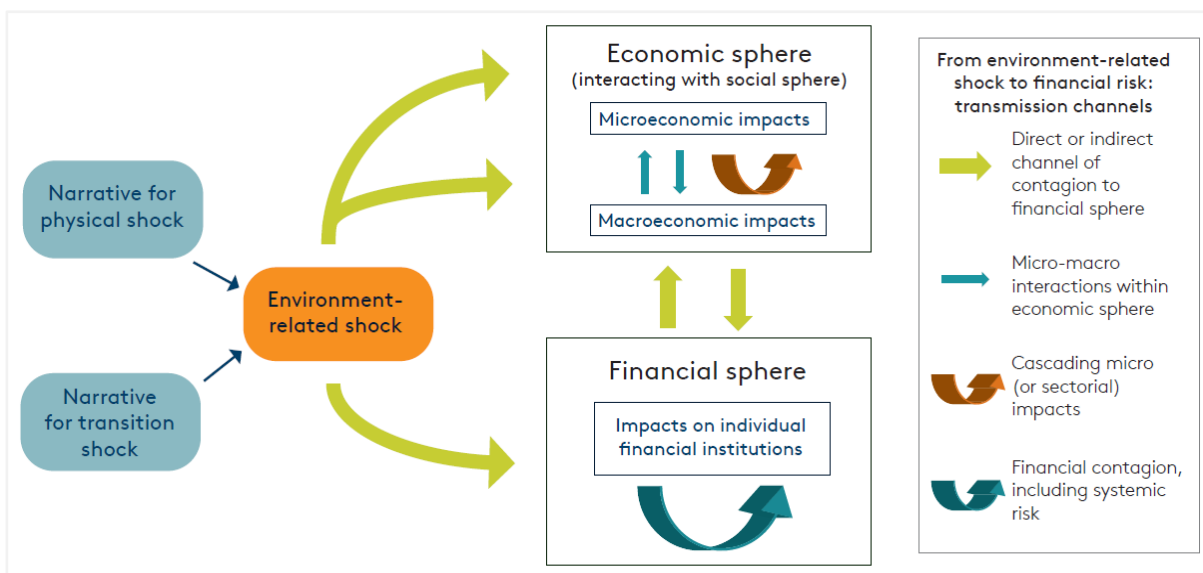 Narrative for
physical shock
Narrative
for transition
shock
Environment-
related shock
Economic sphere
(interacting with social sphere)
Microeconomic impacts
Macroeconomic impacts
Financial sphere
Impacts on individual
financial institutions
From environment-related
shock to financial risk:
transmission channels
Direct or indirect
channel of
contagion to
financial sphere
Micro-macro
interactions within
economic sphere
Cascading micro
(or sectorial)
impacts
Financial contagion,
including systemic
risk